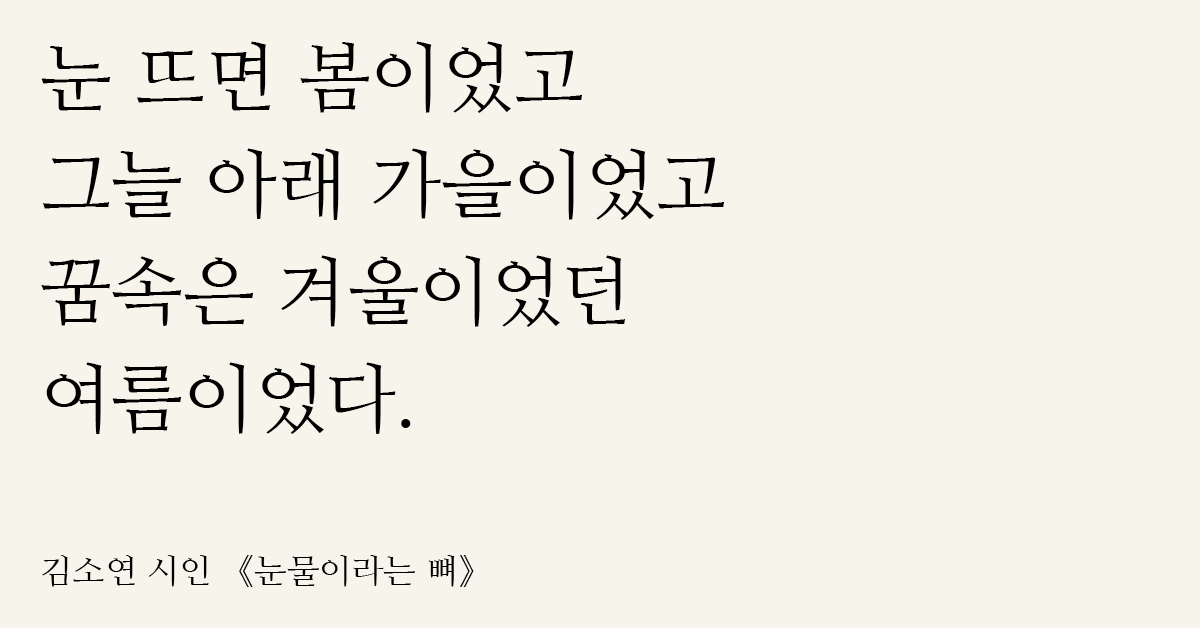 눈 뜨면 봄이었고
그늘 아래 가을이었고
꿈속은 겨울이었던
여름이었다.
김소연 시인 《눈물이라는 뼈》